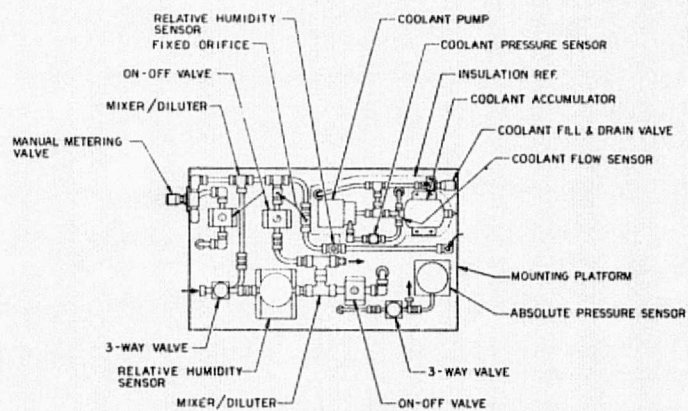 RELATIVE HUMIDITY
SENSOR
FIXED ORIFICE
ON-OFF VALVE
MIXER/DILUTER
MANUAL METERING
VALVE
COOLANT PUMP
COOLANT PRESSURE SENSOR
INSULATION REF.
COOLANT ACCUMULATOR
COOLANT FILL & DRAIN VALVE
COOLANT FLOW SENSOR
MOUNTING PLATFORM
ABSOLUTE PRESSURE SENSOR
3-WAY VALVE
RELATIVE HUMIDITY
SENSOR
MIXER/DILUTER
3-WAY VALVE
ON-OFF VALVE